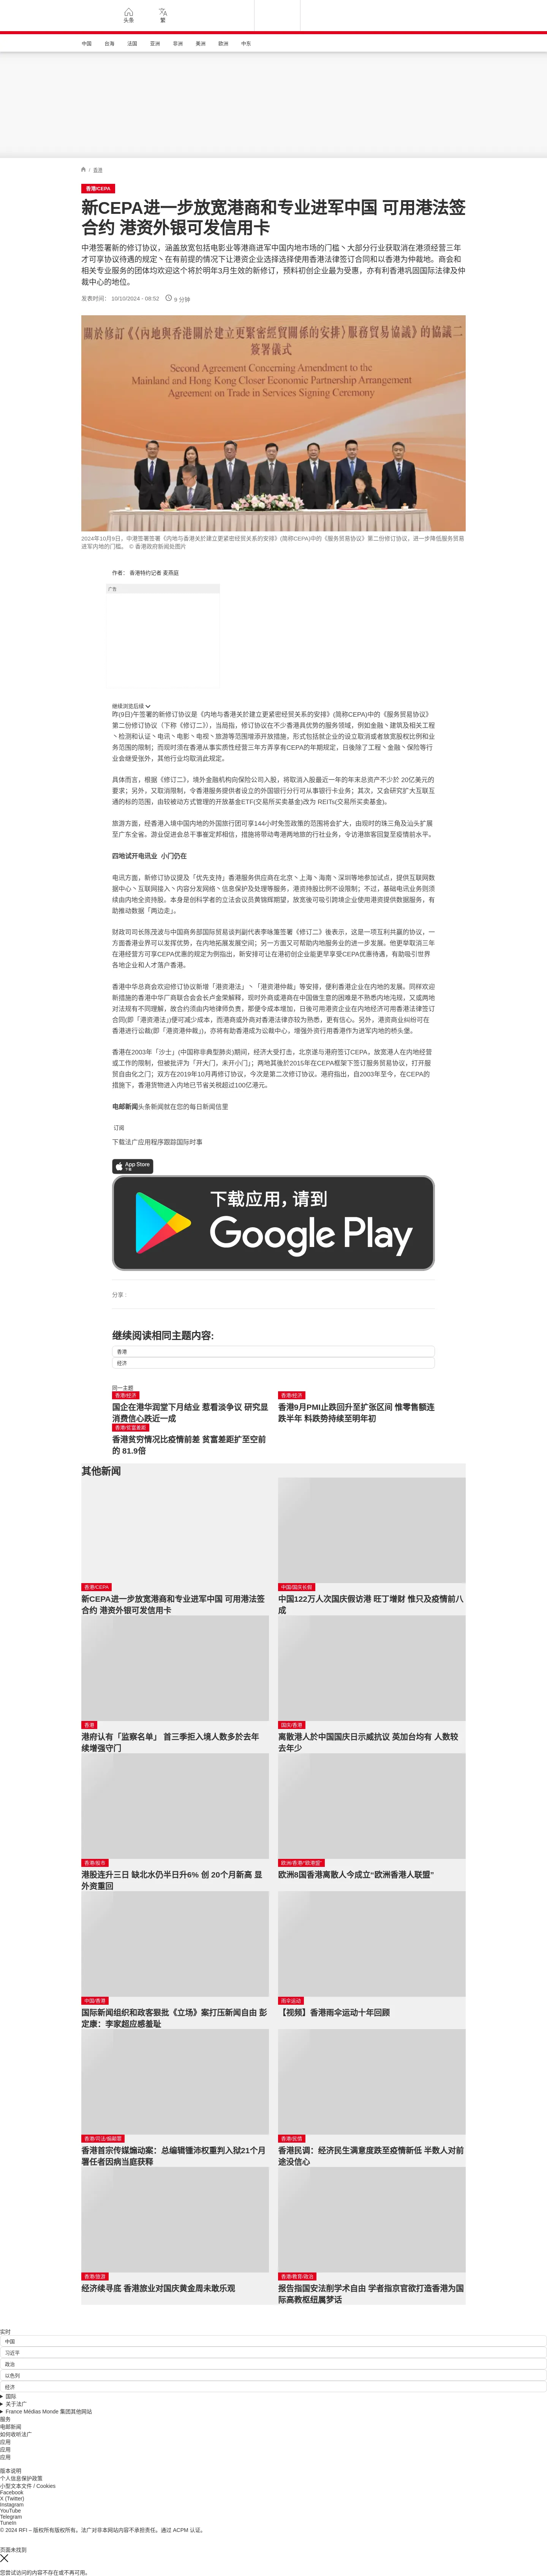 头条
繁
中国
台海
法国
亚洲
非洲
美洲
欧洲
中东
/ 香港
香港/CEPA
新CEPA进一步放宽港商和专业进军中国 可用港法签
合约 港资外银可发信用卡
中港签署新的修订协议，涵盖放宽包括电影业等港商进军中国内地市场的门槛丶大部分行业获取消在港须经营三年
才可享协议待遇的规定丶在有前提的情况下让港资企业选择选择使用香港法律签订合同和以香港为仲裁地。商会和
相关专业服务的团体均欢迎这个将於明年3月生效的新修订，预料初创企业最为受惠，亦有利香港巩固国际法律及仲
裁中心的地位。
发表时间： 10/10/2024 - 08:52
9 分钟
關於修訂《〈內地與香港關於建立更緊密經貿關係的安排〉服務貿易協議》的協議二
簽署儀式
Second Agreement Concerning Amendment to the
Mainland and Hong Kong Closer Economic Partnership Arrangement
Agreement on Trade in Services Signing Ceremony
2024年10月9日，中港签署签署《内地与香港关於建立更紧密经贸关系的安排》(简称CEPA)中的《服务贸易协议》第二份修订协议，进一步降低服务贸易
进军内地的门槛。 © 香港政府新闻处图片
作者： 香港特约记者 麦燕庭
广告
继续浏览后续
昨(9日)午签署的新修订协议是《内地与香港关於建立更紧密经贸关系的安排》(简称CEPA)中的《服务贸易协议》
第二份修订协议（下称《修订二》），当局指，修订协议在不少香港具优势的服务领域，例如金融丶建筑及相关工程
丶检测和认证丶电讯丶电影丶电视丶旅游等范围增添开放措施，形式包括就企业的设立取消或者放宽股权比例和业
务范围的限制；而现时须在香港从事实质性经营三年方弄享有CEPA的年期规定，日後除了工程丶金融丶保险等行
业会继受张外，其他行业均取消此规定。
具体而言，根据《修订二》，境外金融机构向保险公司入股，将取消入股最近一年的年末总资产不少於 20亿美元的
要求；另外，又取消限制，令香港服务提供者设立的外国银行分行可从事银行卡业务；其次，又会研究扩大互联互
通的标的范围，由较被动方式管理的开放基金ETF(交易所买卖基金)改为 REITs(交易所买卖基金)。
旅游方面，经香港入境中国内地的外国旅行团可享144小时免签政策的范围将会扩大，由现时的珠三角及汕头扩展
至广东全省。游业促进会总干事崔定邦相信，措施将带动粤港两地旅的行社业务，令访港旅客回复至疫情前水平。
四地试开电讯业 小门仍在
电讯方面，新修订协议提及「优先支持」香港服务供应商在北京丶上海丶海南丶深圳等地参加试点，提供互联网数
据中心丶互联网接入丶内容分发网络丶信息保护及处理等服务，港资持股比例不设限制；不过，基础电讯业务则须
续由内地全资持股。本身是创科学者的立法会议员黄锦辉期望，放宽後可吸引跨境企业使用港资提供数据服务，有
助推动数据「两边走」。
财政司司长陈茂波与中国商务部国际贸易谈判副代表李咏箑签署《修订二》後表示，这是一项互利共赢的协议，一
方面香港业界可以发挥优势，在内地拓展发展空间；另一方面又可帮助内地服务业的进一步发展。他更举取消三年
在港经营方可享CEPA优惠的规定为例指出，新安排可让在港初创企业能更早享受CEPA优惠待遇，有助吸引世界
各地企业和人才落户香港。
香港中华总商会欢迎修订协议新增「港资港法」丶「港资港仲裁」等安排，便利香港企业在内地的发展。同样欢迎
新措施的香港中华厂商联合会会长卢金荣解释，现时外商或港商在中国做生意的困难是不熟悉内地沟规，又或两地
对法规有不同理解，故合约须由内地律师负责，那便令成本增加，日後可用港资企业在内地经济可用香港法律签订
合同(即「港资港法」)便可减少成本，而港商或外商对香港法律亦较为熟悉，更有信心。另外，港资商业纠纷可在
香港进行公裁(即「港资港仲裁」)，亦将有助香港成为讼裁中心，增强外资行用香港作为进军内地的桥头堡。
香港在2003年「沙士」(中国称非典型肺炎)期间，经济大受打击，北京遂与港府签订CEPA，放宽港人在内地经营
或工作的限制，但被批评为「开大门，未开小门」；两地其後於2015年在CEPA框架下签订服务贸易协议，打开服
贸自由化之门；双方在2019年10月再修订协议，今次是第二次修订协议。港府指出，自2003年至今，在CEPA的
措施下，香港货物进入内地已节省关税超过100亿港元。
电邮新闻头条新闻就在您的每日新闻信里
订阅
下载法广应用程序跟踪国际时事
App Store
下载
下载应用，请到
Google Play
分享 :
继续阅读相同主题内容:
香港
经济
同一主题
香港/经济
国企在港华润堂下月结业 惹看淡争议 研究显
消费信心跌近一成
香港/经济
香港9月PMI止跌回升至扩张区间 惟零售额连
跌半年 料跌势持续至明年初
香港/贫富差距
香港贫穷情况比疫情前差 贫富差距扩至空前
的 81.9倍
其他新闻
香港/CEPA
新CEPA进一步放宽港商和专业进军中国 可用港法签
合约 港资外银可发信用卡
中国/国庆长假
中国122万人次国庆假访港 旺丁增财 惟只及疫情前八
成
香港
港府认有「监察名单」 首三季拒入境人数多於去年
续增强守门
国庆/香港
离散港人於中国国庆日示威抗议 英加台均有 人数较
去年少
香港/股市
港股连升三日 缺北水仍半日升6% 创 20个月新高 显
外资重回
欧洲/香港/“欧港盟”
欧洲8国香港离散人今成立“欧洲香港人联盟”
中国/香港
国际新闻组织和政客狠批《立场》案打压新闻自由 彭
定康：李家超应感羞耻
雨伞运动
【视频】香港雨伞运动十年回顾
香港/司法/煽颠罪
香港首宗传媒煽动案：总编辑锺沛权重判入狱21个月
署任者因病当庭获释
香港/民情
香港民调：经济民生满意度跌至疫情新低 半数人对前
途没信心
香港/旅游
经济续寻底 香港旅业对国庆黄金周未敢乐观
香港/教育/政治
报告指国安法削学术自由 学者指京官欲打造香港为国
际高教枢纽属梦话
实时
中国
习近平
政治
以色列
经济
国际
关于法广
France Médias Monde 集团其他网站
服务
电邮新闻
如何收听法广
应用
应用
应用
版本说明
个人信息保护政策
小型文本文件 / Cookies
Facebook
X (Twitter)
Instagram
YouTube
Telegram
TuneIn
© 2024 RFI – 版权所有版权所有。法广对非本网站内容不承担责任。通过 ACPM 认证。
页面未找到
您尝试访问的内容不存在或不再可用。